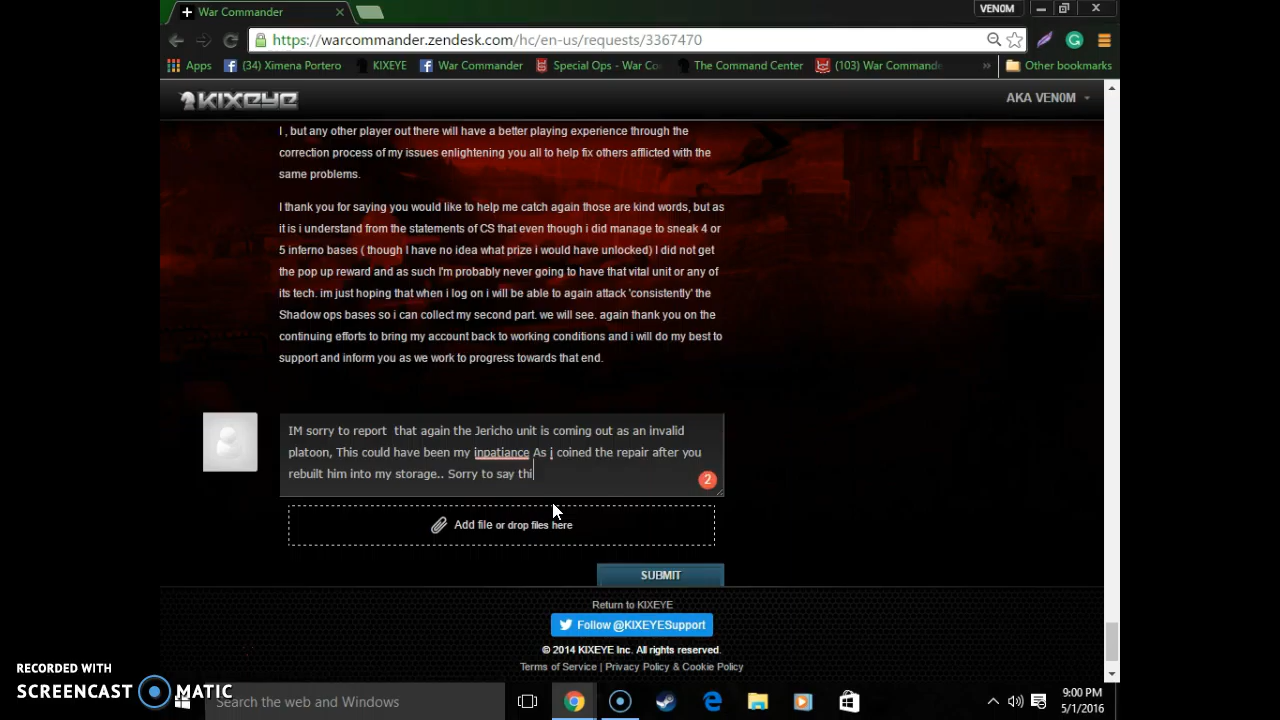 War Commander
VENOM
https://warcommander.zendesk.com/hc/en-us/requests/3367470
Apps (34) Ximena Portero KIXEYE War Commander Special Ops - War Co The Command Center (103) War Commande » Other bookmarks
KIXEYE AKA VENOM
I , but any other player out there will have a better playing experience through the
correction process of my issues enlightening you all to help fix others afflicted with the
same problems.
I thank you for saying you would like to help me catch again those are kind words, but as
it is i understand from the statements of CS that even though i did manage to sneak 4 or
5 inferno bases ( though I have no idea what prize i would have unlocked) I did not get
the pop up reward and as such I'm probably never going to have that vital unit or any of
its tech. im just hoping that when i log on i will be able to again attack 'consistently' the
Shadow ops bases so i can collect my second part. we will see. again thank you on the
continuing efforts to bring my account back to working conditions and i will do my best to
support and inform you as we work to progress towards that end.
IM sorry to report that again the Jericho unit is coming out as an invalid
platoon, This could have been my inpatiance As i coined the repair after you
rebuilt him into my storage.. Sorry to say thi
2
Add file or drop files here
SUBMIT
Return to KIXEYE
Follow @KIXEYESupport
© 2014 KIXEYE Inc. All rights reserved.
Terms of Service | Privacy Policy & Cookie Policy
RECORDED WITH
SCREENCAST MATIC
Search the web and Windows
9:00 PM
5/1/2016